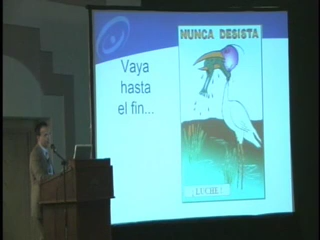 Vaya
hasta
el fin...
NUNCA DESISTA
¡LUCHE!